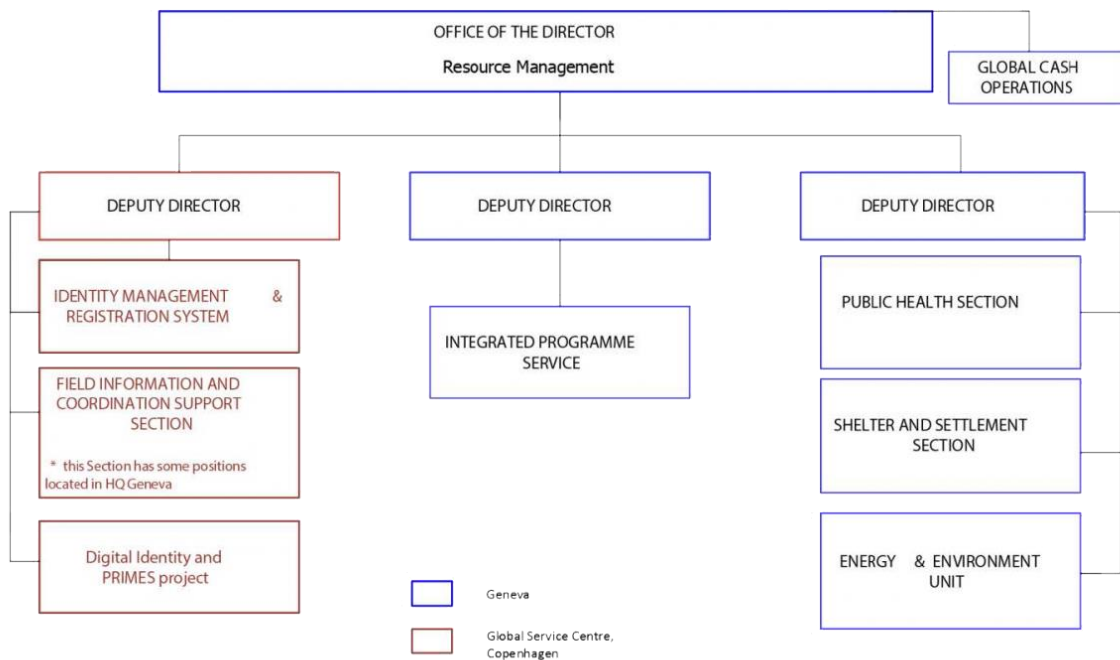 OFFICE OF THE DIRECTOR
Resource Management
GLOBAL CASH
OPERATIONS
DEPUTY DIRECTOR
DEPUTY DIRECTOR
DEPUTY DIRECTOR
IDENTITY MANAGEMENT &
REGISTRATION SYSTEM
FIELD INFORMATION AND
COORDINATION SUPPORT
SECTION
* this Section has some positions
located in HQ Geneva
Digital Identity and
PRIMES project
INTEGRATED PROGRAMME
SERVICE
PUBLIC HEALTH SECTION
SHELTER AND SETTLEMENT
SECTION
ENERGY & ENVIRONMENT
UNIT
Geneva
Global Service Centre,
Copenhagen